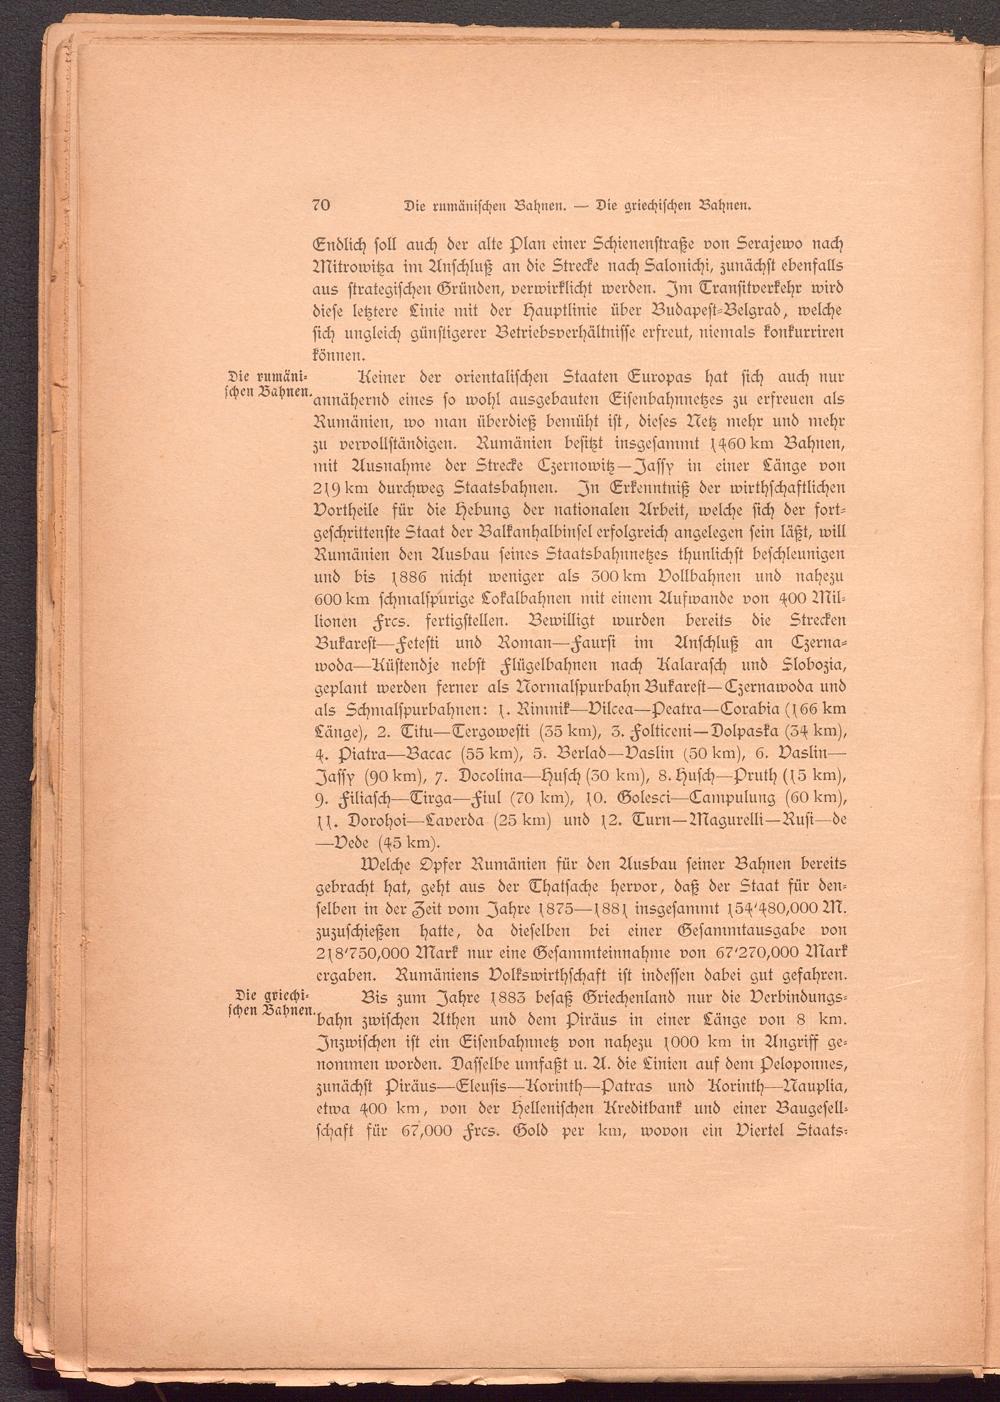 70 Die rumänischen Bahnen. — Die griechischen Bahnen.
Endlich soll auch der alte Plan einer Schienenstraße von Serajewo nach
Mitrowitza im Anschluß an die Strecke nach Salonichi, zunächst ebenfalls
aus strategischen Gründen, verwirklicht werden. Im Transitverkehr wird
diese letztere Linie mit der Hauptlinie über Budapest-Belgrad, welche
sich ungleich günstigerer Betriebsverhältnisse erfreut, niemals konkurriren
können.
Die rumäni-
schen Bahnen.
Keiner der orientalischen Staaten Europas hat sich auch nur
annähernd eines so wohl ausgebauten Eisenbahnnetzes zu erfreuen als
Rumänien, wo man überdieß bemüht ist, dieses Netz mehr und mehr
zu vervollständigen. Rumänien besitzt insgesammt 1460 km Bahnen,
mit Ausnahme der Strecke Czernowitz—Jassy in einer Länge von
219 km durchweg Staatsbahnen. In Erkenntniß der wirthschaftlichen
Vortheile für die Hebung der nationalen Arbeit, welche sich der fort-
geschrittenste Staat der Balkanhalbinsel erfolgreich angelegen sein läßt, will
Rumänien den Ausbau seines Staatsbahnnetzes thunlichst beschleunigen
und bis 1886 nicht weniger als 300 km Vollbahnen und nahezu
600 km schmalspurige Lokalbahnen mit einem Aufwande von 400 Mil-
lionen Frcs. fertigstellen. Bewilligt wurden bereits die Strecken
Bukarest—Fetesti und Roman—Faursi im Anschluß an Czerna-
woda—Küstendje nebst Flügelbahnen nach Kalarasch und Slobozia,
geplant werden ferner als Normalspurbahn Bukarest—Czernawoda und
als Schmalspurbahnen: 1. Rimnik—Vilcea—Peatra—Corabia (166 km
Länge), 2. Titu—Tergowesti (35 km), 3. Folticeni—Dolpaska (34 km),
4. Piatra—Bacac (55 km), 5. Berlad—Vaslin (50 km), 6. Vaslin—
Jassy (90 km), 7. Docolina—Husch (30 km), 8. Husch—Pruth (15 km),
9. Filiasch—Tirga—Fiul (70 km), 10. Golesci—Campulung (60 km),
11. Dorohoi—Laverda (25 km) und 12. Turn—Magurelli—Rusi—de
—Vede (45 km).
Welche Opfer Rumänien für den Ausbau seiner Bahnen bereits
gebracht hat, geht aus der Thatsache hervor, daß der Staat für den-
selben in der Zeit vom Jahre 1875—1881 insgesammt 154'480,000 M.
zuzuschießen hatte, da dieselben bei einer Gesammtausgabe von
218'750,000 Mark nur eine Gesammteinnahme von 67'270,000 Mark
ergaben. Rumäniens Volkswirthschaft ist indessen dabei gut gefahren.
Die griechi-
schen Bahnen.
Bis zum Jahre 1883 besaß Griechenland nur die Verbindungs-
bahn zwischen Athen und dem Piräus in einer Länge von 8 km.
Inzwischen ist ein Eisenbahnnetz von nahezu 1000 km in Angriff ge-
nommen worden. Dasselbe umfaßt u. A. die Linien auf dem Peloponnes,
zunächst Piräus—Eleusis—Korinth—Patras und Korinth—Nauplia,
etwa 400 km, von der Hellenischen Kreditbank und einer Baugesell-
schaft für 67,000 Frcs. Gold per km, wovon ein Viertel Staats-